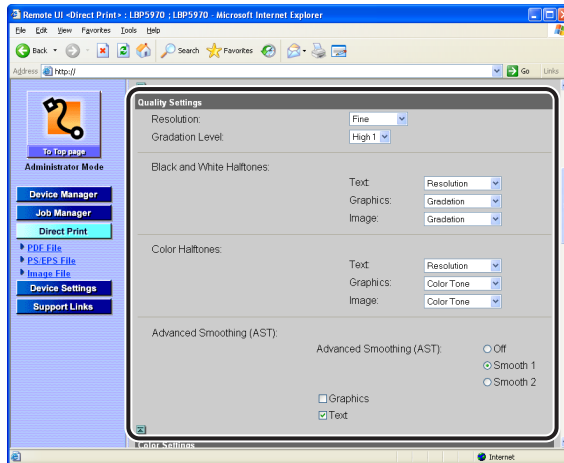 Remote UI <Direct Print> : LBP5970 ; LBP5970 - Microsoft Internet Explorer
File Edit View Favorites Tools Help
Back Search Favorites
Address http:// Go Links
To Top page
Administrator Mode
Device Manager
Job Manager
Direct Print
PDF File
PS/EPS File
Image File
Device Settings
Support Links
Quality Settings
Resolution: Fine
Gradation Level: High 1
Black and White Halftones:
Text: Resolution
Graphics: Gradation
Image: Gradation
Color Halftones:
Text: Resolution
Graphics: Color Tone
Image: Color Tone
Advanced Smoothing (AST):
Advanced Smoothing (AST): Off
Smooth 1
Smooth 2
Graphics
Text
Color Settings
Internet